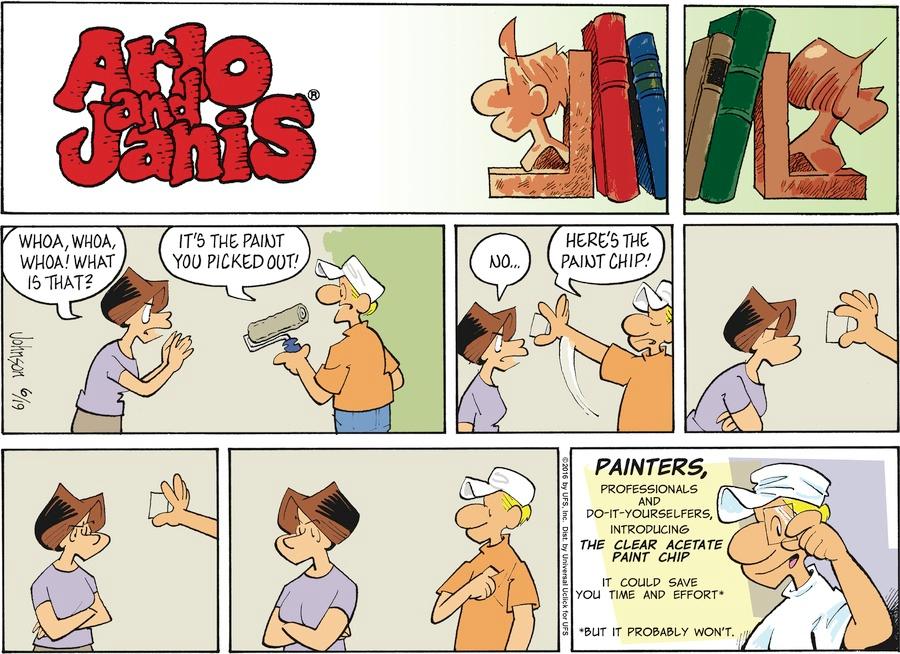 Arlo
and
Janis®
WHOA, WHOA,
WHOA! WHAT
IS THAT?
IT'S THE PAINT
YOU PICKED OUT!
Johnson 6/19
NO...
HERE'S THE
PAINT CHIP!
© 2016 by UFS, Inc. Dist. by Universal Uclick for UFS
PAINTERS,
PROFESSIONALS
AND
DO-IT-YOURSELFERS,
INTRODUCING
THE CLEAR ACETATE
PAINT CHIP
IT COULD SAVE
YOU TIME AND EFFORT*
*BUT IT PROBABLY WON'T.